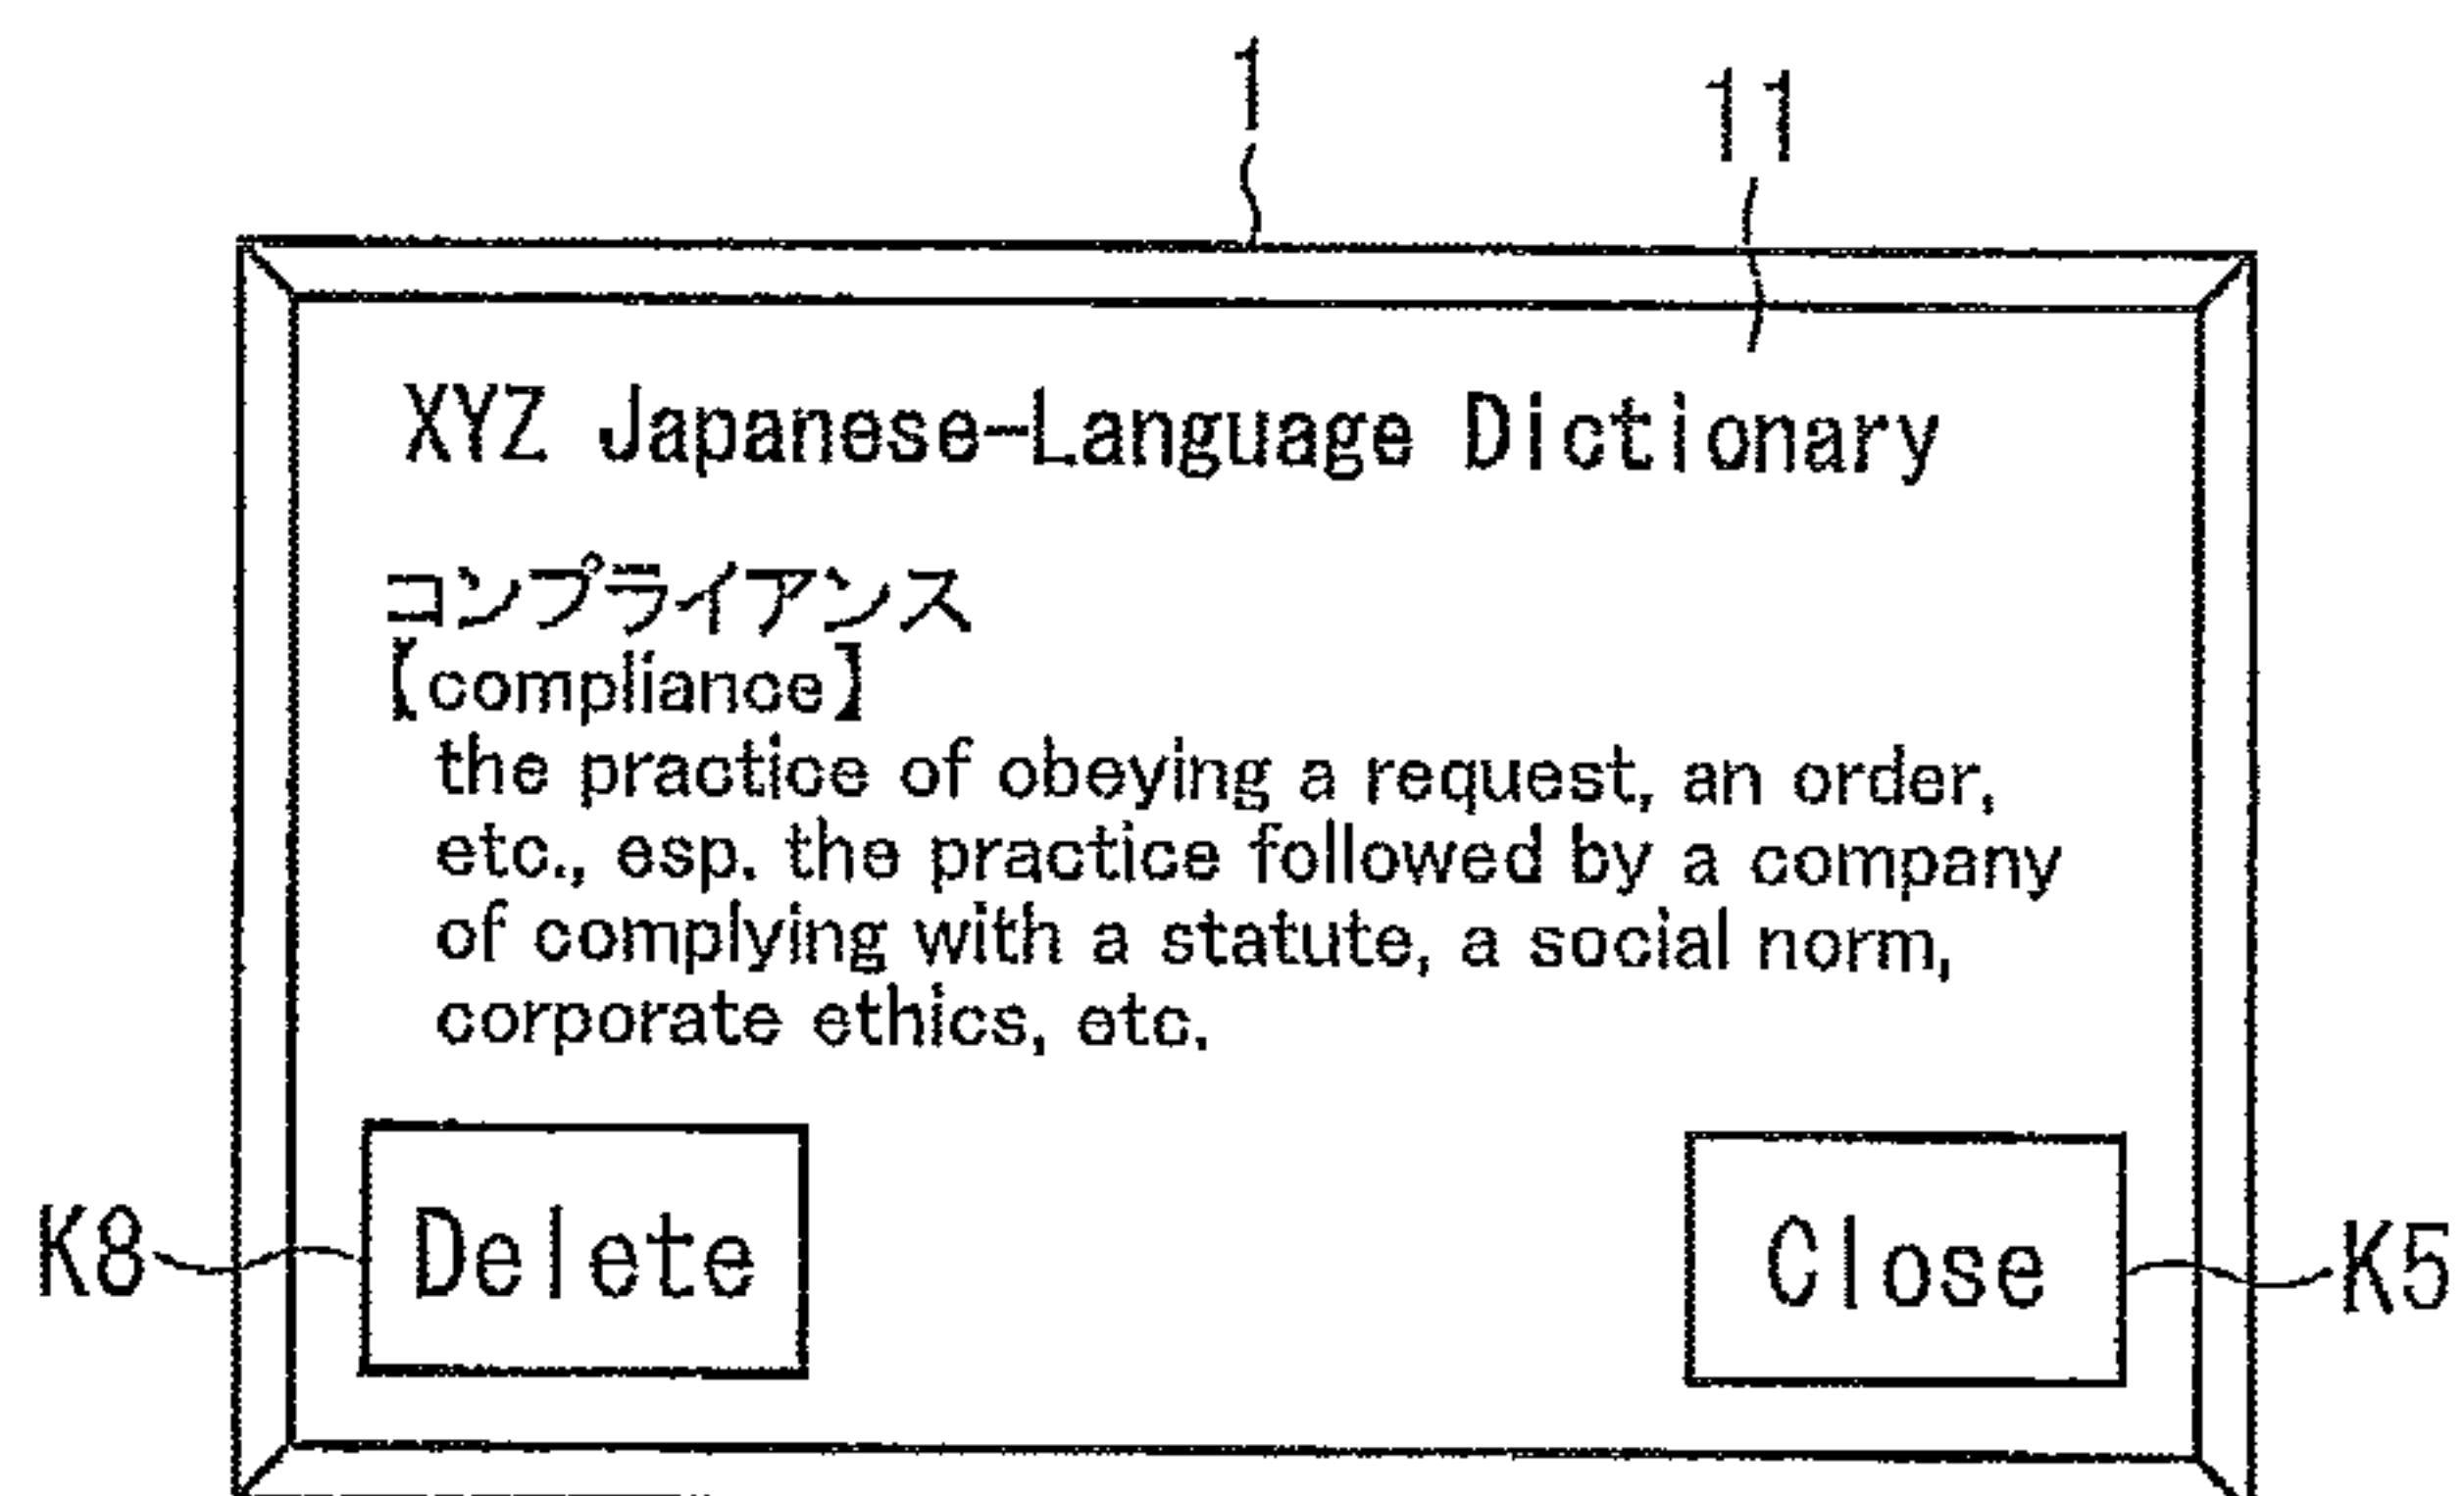 1
11
XYZ Japanese-Language Dictionary
コンプライアンス
【compliance】
the practice of obeying a request, an order,
etc., esp. the practice followed by a company
of complying with a statute, a social norm,
corporate ethics, etc.
K8 Delete Close K5